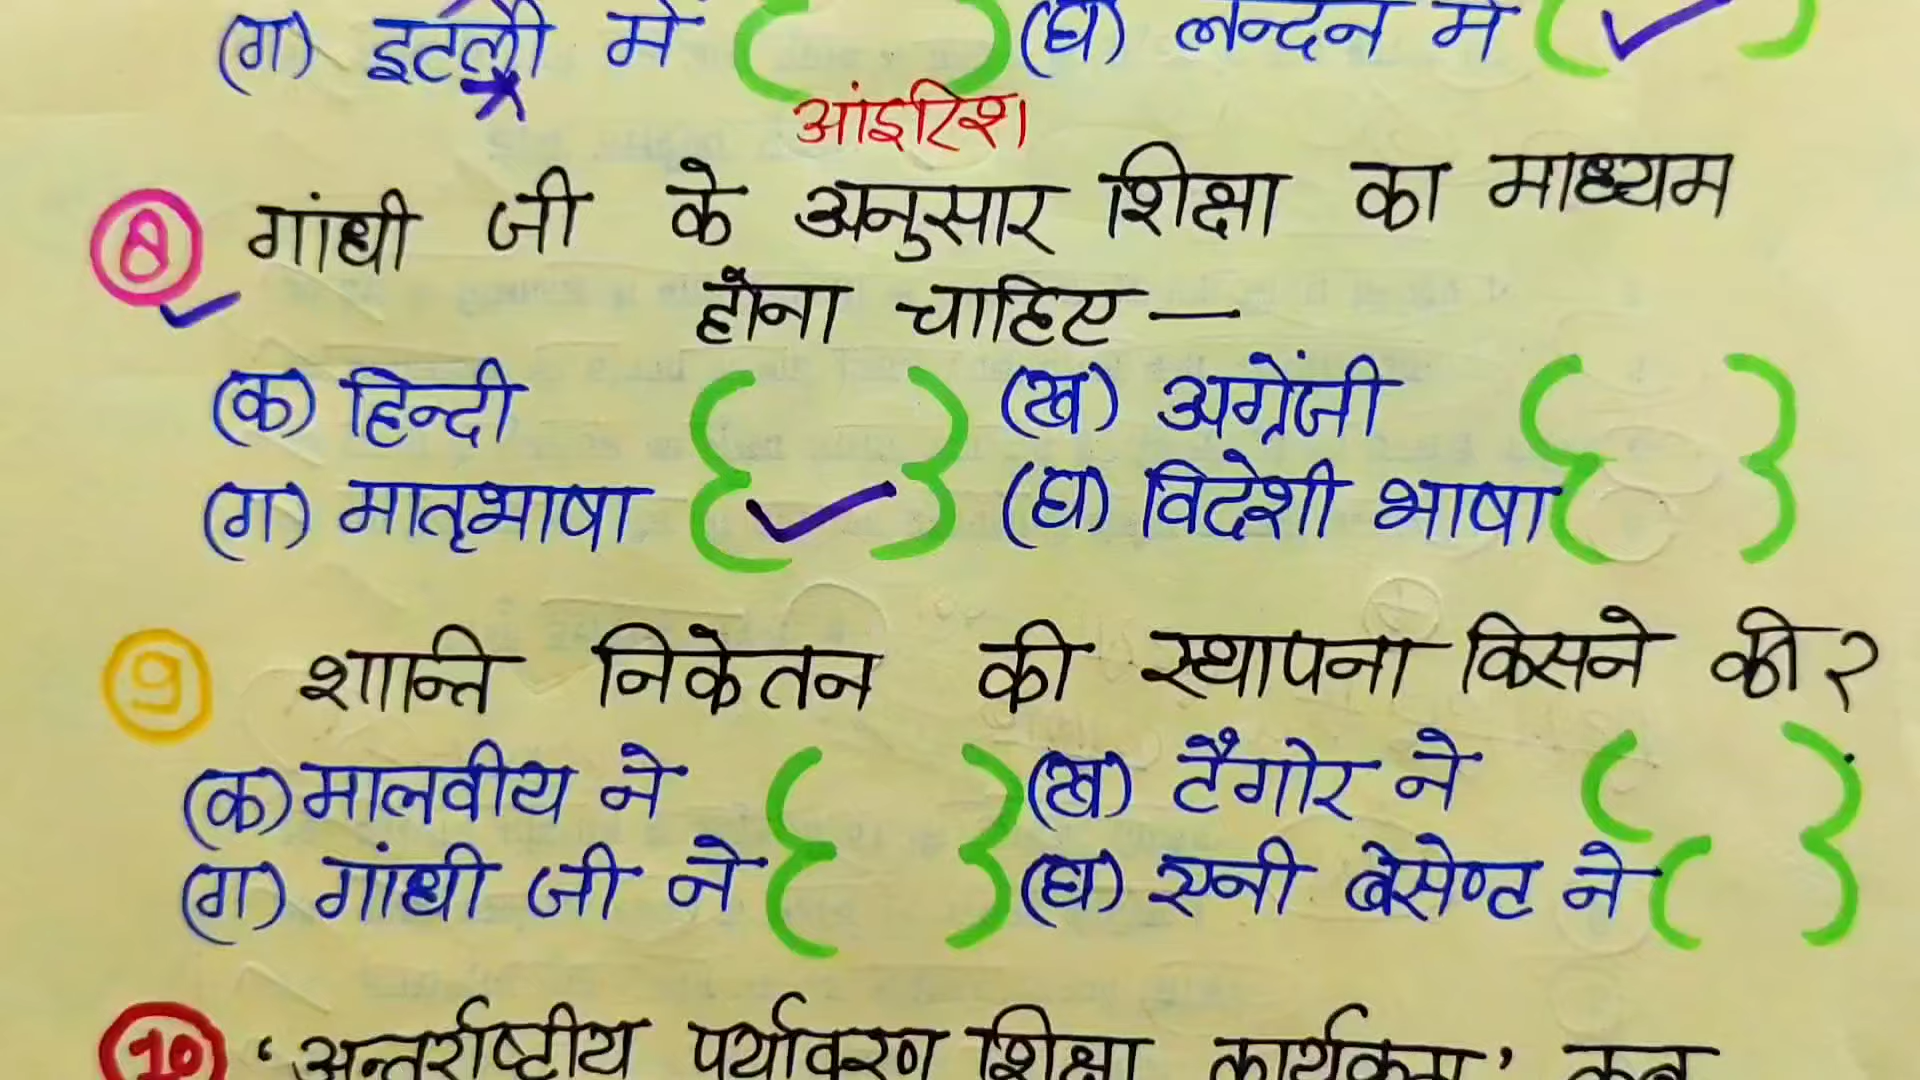 (ग) इटली में (घ) लन्दन में
आंइरिश
8 गांधी जी के अनुसार शिक्षा का माध्यम
होना चाहिए —
(क) हिन्दी (ख) अग्रेंजी
(ग) मातृभाषा (घ) विदेशी भाषा
9 शान्ति निकेतन की स्थापना किसने की?
(क) मालवीय ने (ख) टैगोर ने
(ग) गांधी जी ने (घ) एनी बेसेण्ट ने
10 'अन्तर्राष्टीय पर्यावरण शिक्षा कार्यक्रम' कब